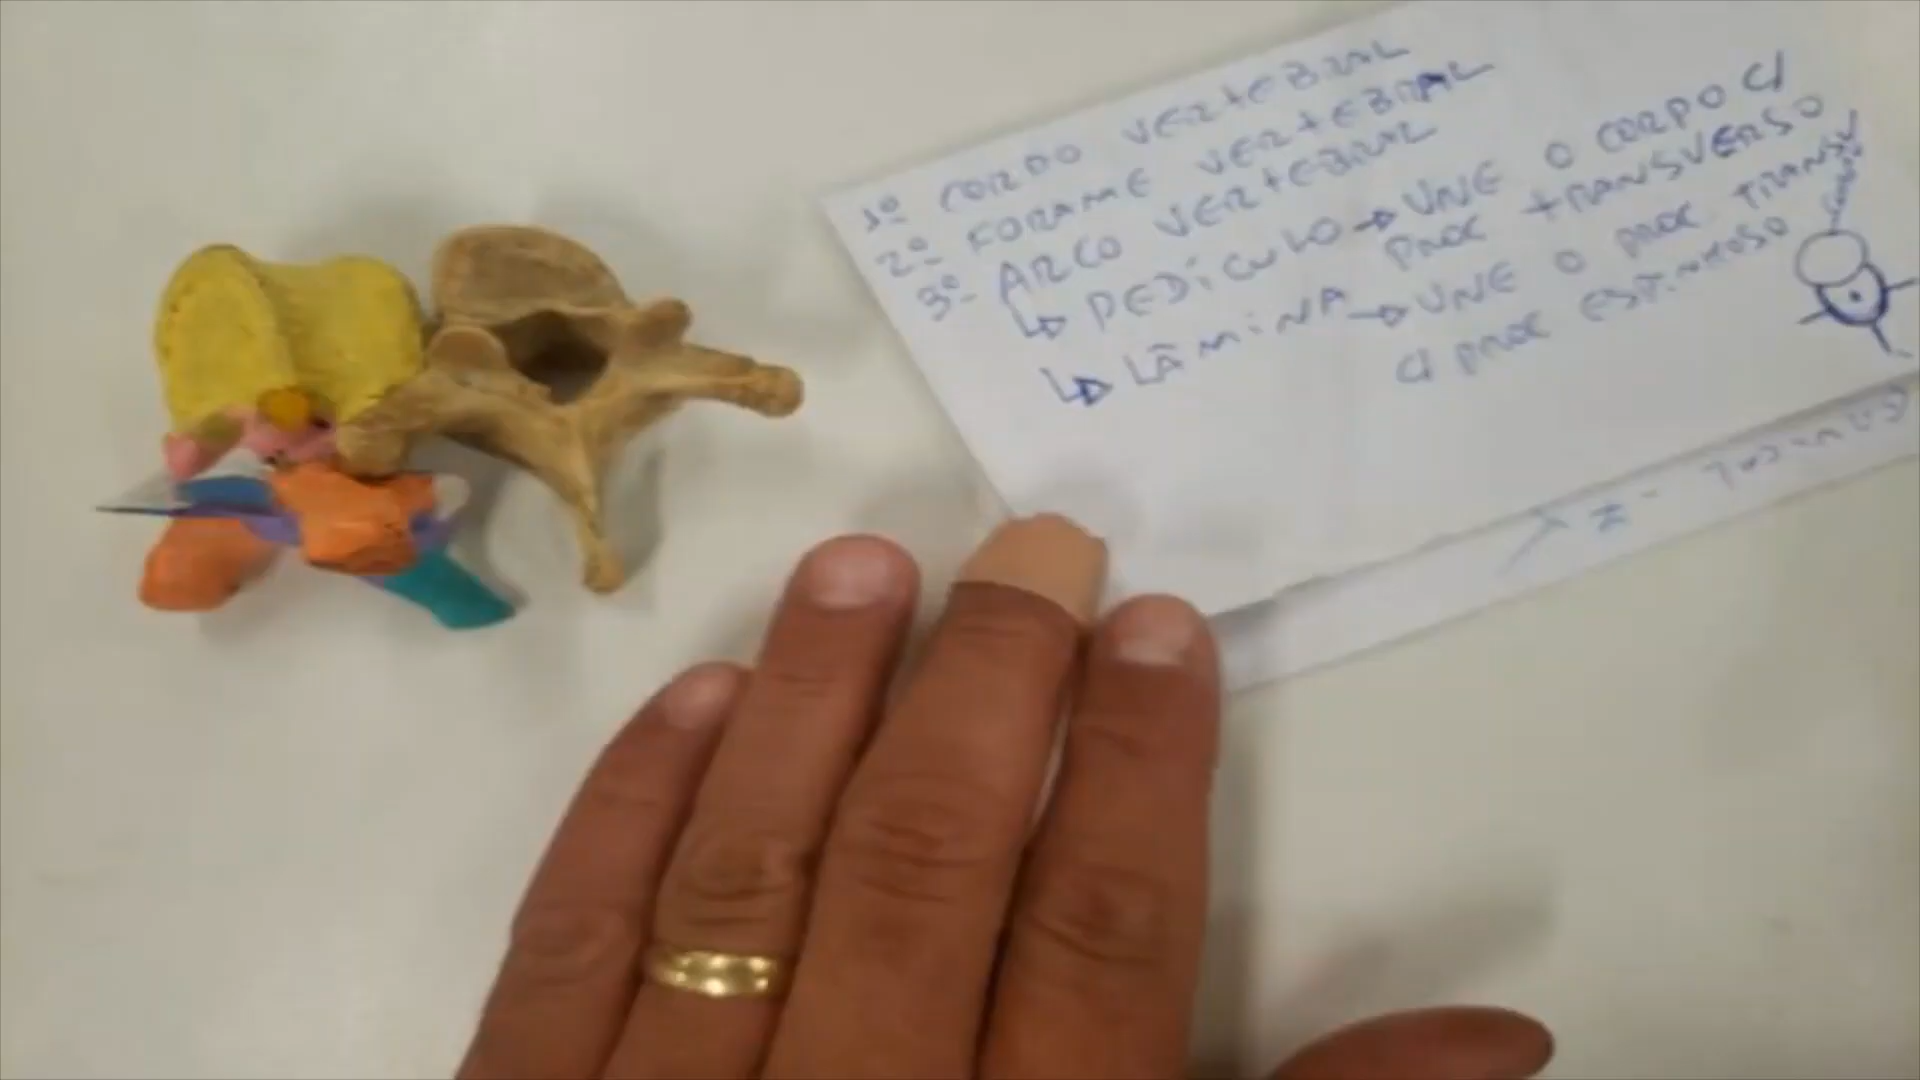 1º CORPO VERTEBRAL
2º FORAME VERTEBRAL
3º- ARCO VERTEBRAL
↳ PEDÍCULO → UNE O CORPO C/
PROC TRANSVERSO
↳ LÂMINA → UNE O PROC TRANSV
C/ PROC ESPINHOSO